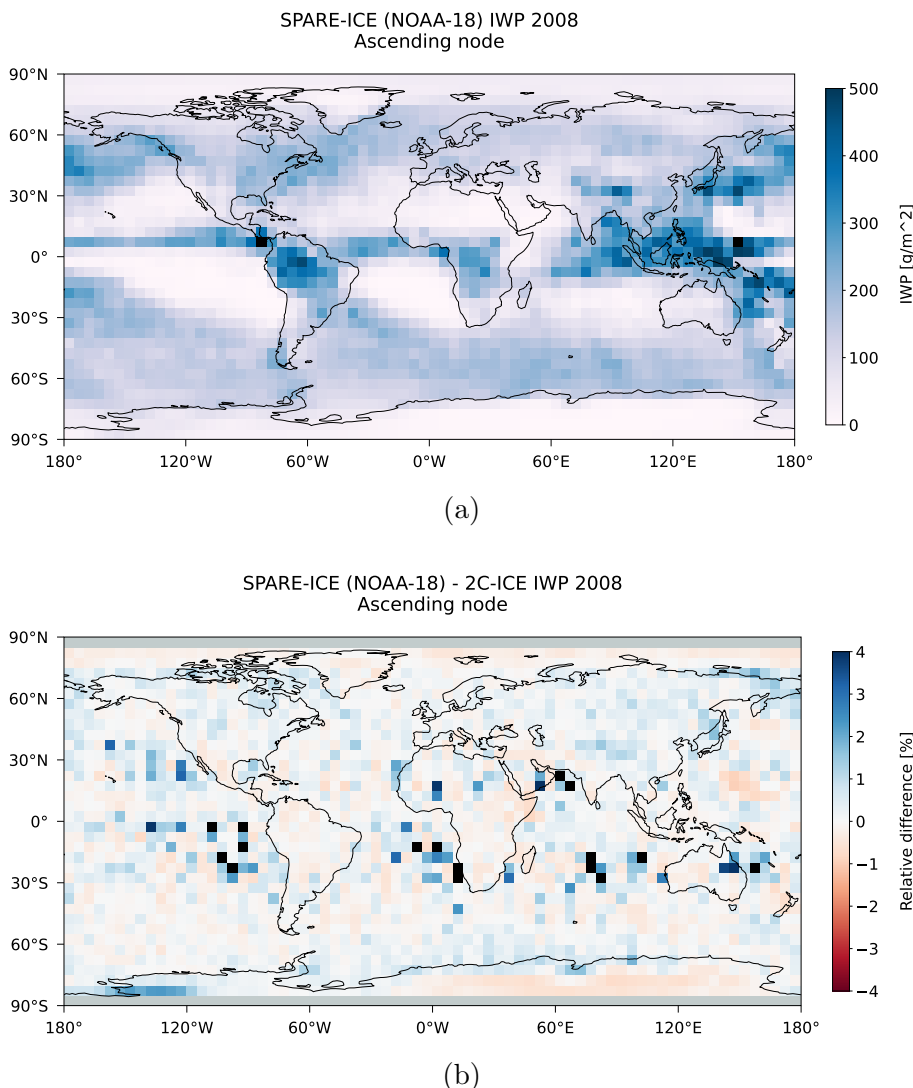 SPARE-ICE (NOAA-18) IWP 2008
Ascending node
90°N
60°N
30°N
0°
30°S
60°S
90°S
180°
120°W
60°W
0°W
60°E
120°E
180°
500
400
300
200
100
0
IWP [g/m^2]
(a)
SPARE-ICE (NOAA-18) - 2C-ICE IWP 2008
Ascending node
90°N
60°N
30°N
0°
30°S
60°S
90°S
180°
120°W
60°W
0°W
60°E
120°E
180°
4
3
2
1
0
−1
−2
−3
−4
Relative difference [%]
(b)